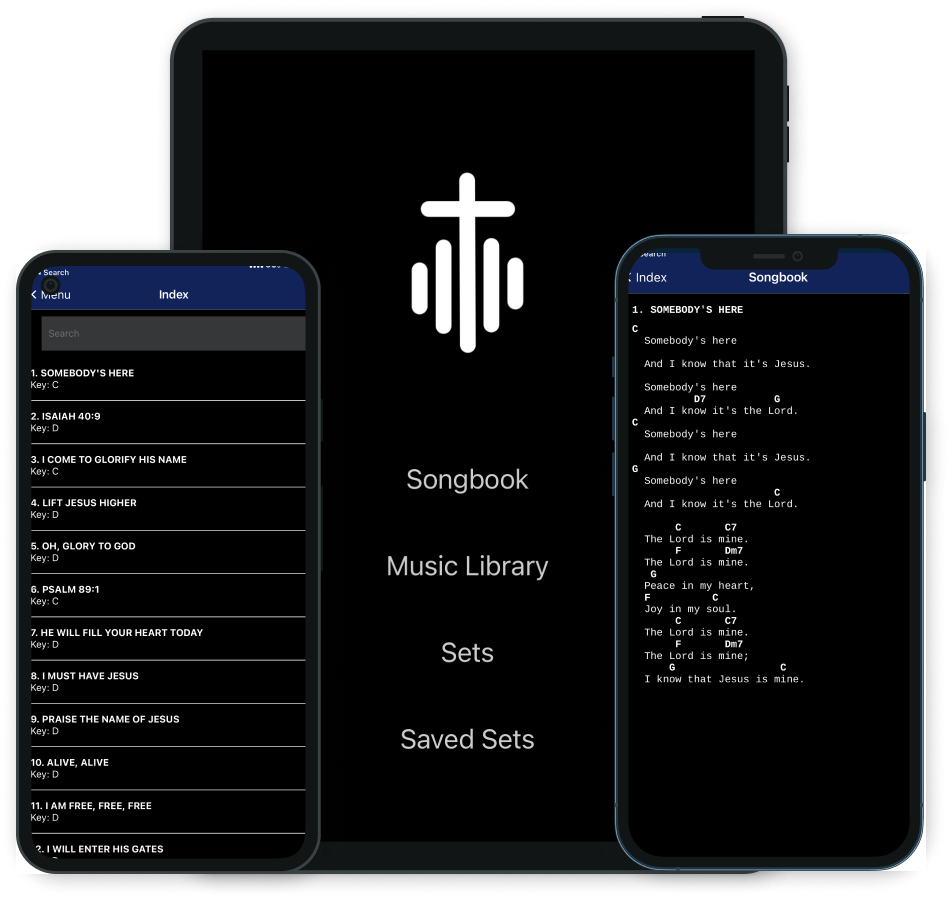 Search
Menu
Index
Search
1. SOMEBODY'S HERE
Key: C
2. ISAIAH 40:9
Key: D
3. I COME TO GLORIFY HIS NAME
Key: C
4. LIFT JESUS HIGHER
Key: D
5. OH, GLORY TO GOD
Key: D
6. PSALM 89:1
Key: C
7. HE WILL FILL YOUR HEART TODAY
Key: D
8. I MUST HAVE JESUS
Key: D
9. PRAISE THE NAME OF JESUS
Key: D
10. ALIVE, ALIVE
Key: D
11. I AM FREE, FREE, FREE
Key: D
12. I WILL ENTER HIS GATES
Songbook
Music Library
Sets
Saved Sets
Search
Index
Songbook
1. SOMEBODY'S HERE
C
Somebody's here
And I know that it's Jesus.
Somebody's here
D7 G
And I know it's the Lord.
C
Somebody's here
And I know that it's Jesus.
G
Somebody's here
C
And I know it's the Lord.
C C7
The Lord is mine.
F Dm7
The Lord is mine.
G
Peace in my heart,
F C
Joy in my soul.
C C7
The Lord is mine.
F Dm7
The Lord is mine;
G C
I know that Jesus is mine.